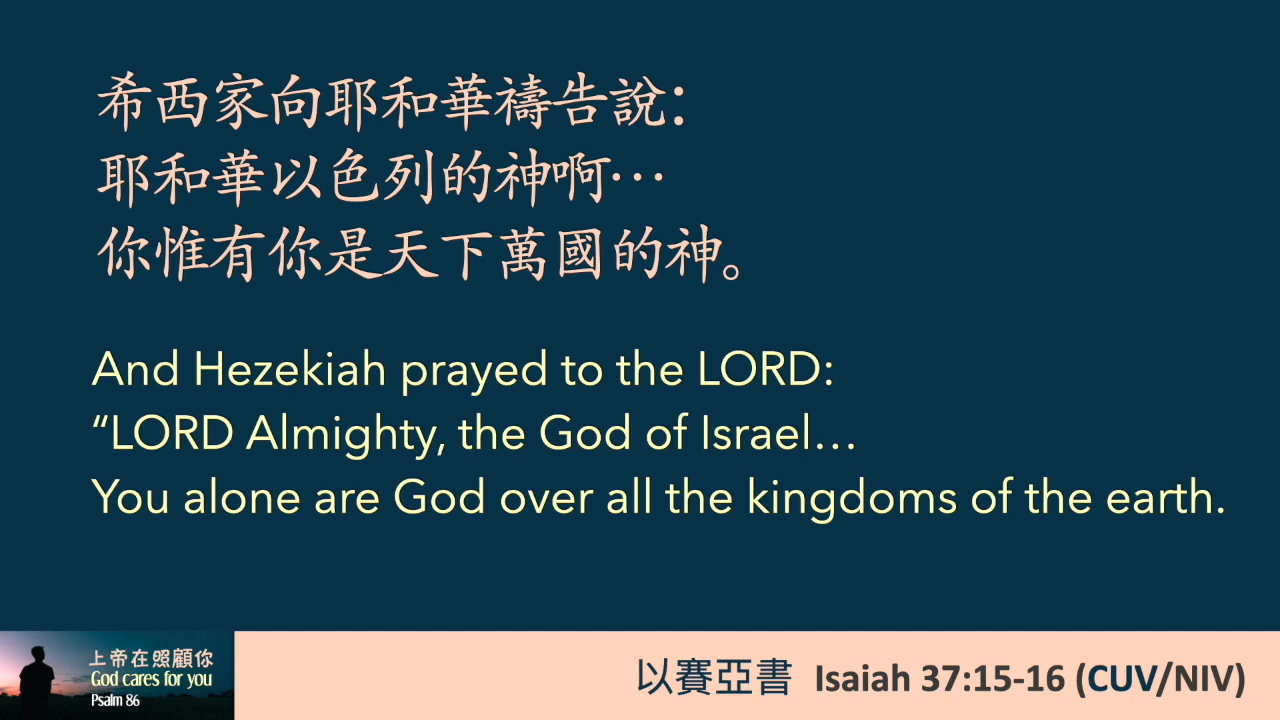 希西家向耶和華禱告說：
耶和華以色列的神啊…
你惟有你是天下萬國的神。
And Hezekiah prayed to the LORD:
“LORD Almighty, the God of Israel…
You alone are God over all the kingdoms of the earth.
上帝在照顧你
God cares for you
Psalm 86
以賽亞書 Isaiah 37:15-16 (CUV/NIV)